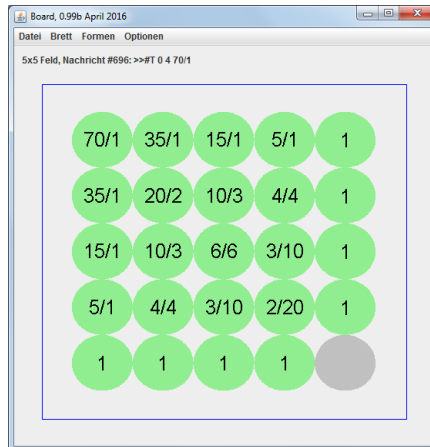 Board, 0.99b April 2016
Datei Brett Formen Optionen
5x5 Feld, Nachricht #696: >>#T 0 4 70/1
70/1 35/1 15/1 5/1 1
35/1 20/2 10/3 4/4 1
15/1 10/3 6/6 3/10 1
5/1 4/4 3/10 2/20 1
1 1 1 1